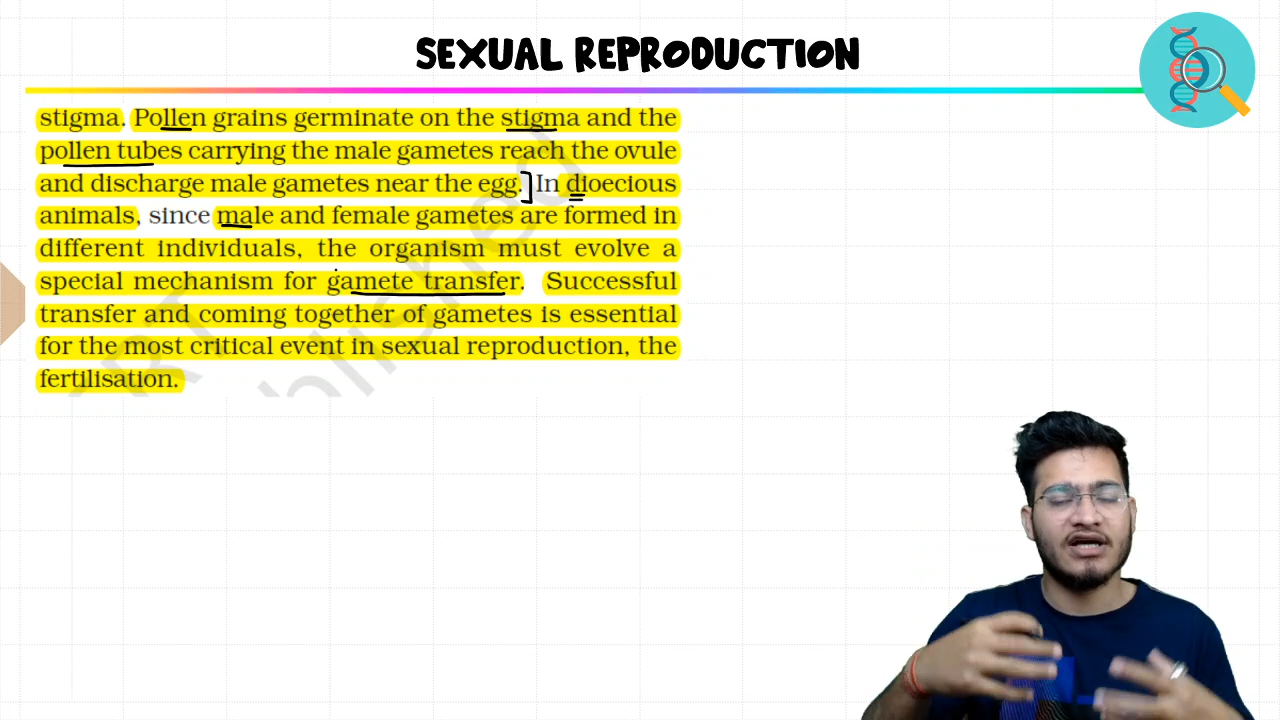 SEXUAL REPRODUCTION
stigma. Pollen grains germinate on the stigma and the
pollen tubes carrying the male gametes reach the ovule
and discharge male gametes near the egg.] In dioecious
animals, since male and female gametes are formed in
different individuals, the organism must evolve a
special mechanism for gamete transfer. Successful
transfer and coming together of gametes is essential
for the most critical event in sexual reproduction, the
fertilisation.